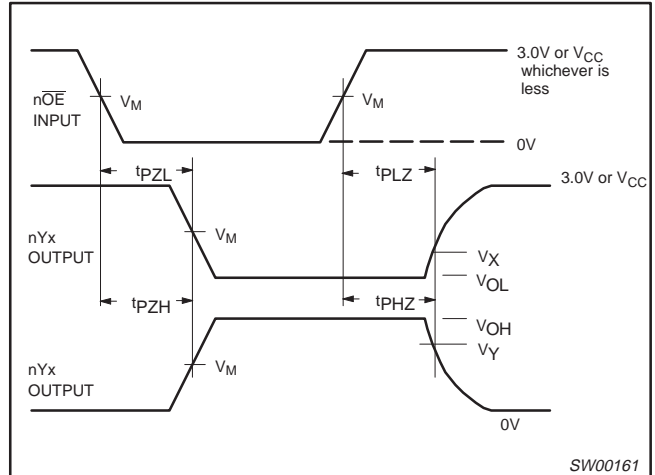 3.0V or VCC
whichever is
less
nOE
INPUT
VM
VM
0V
tPZL
tPLZ
3.0V or VCC
nYx
OUTPUT
VM
VX
VOL
tPZH
tPHZ
VOH
VY
nYx
OUTPUT
VM
0V
SW00161